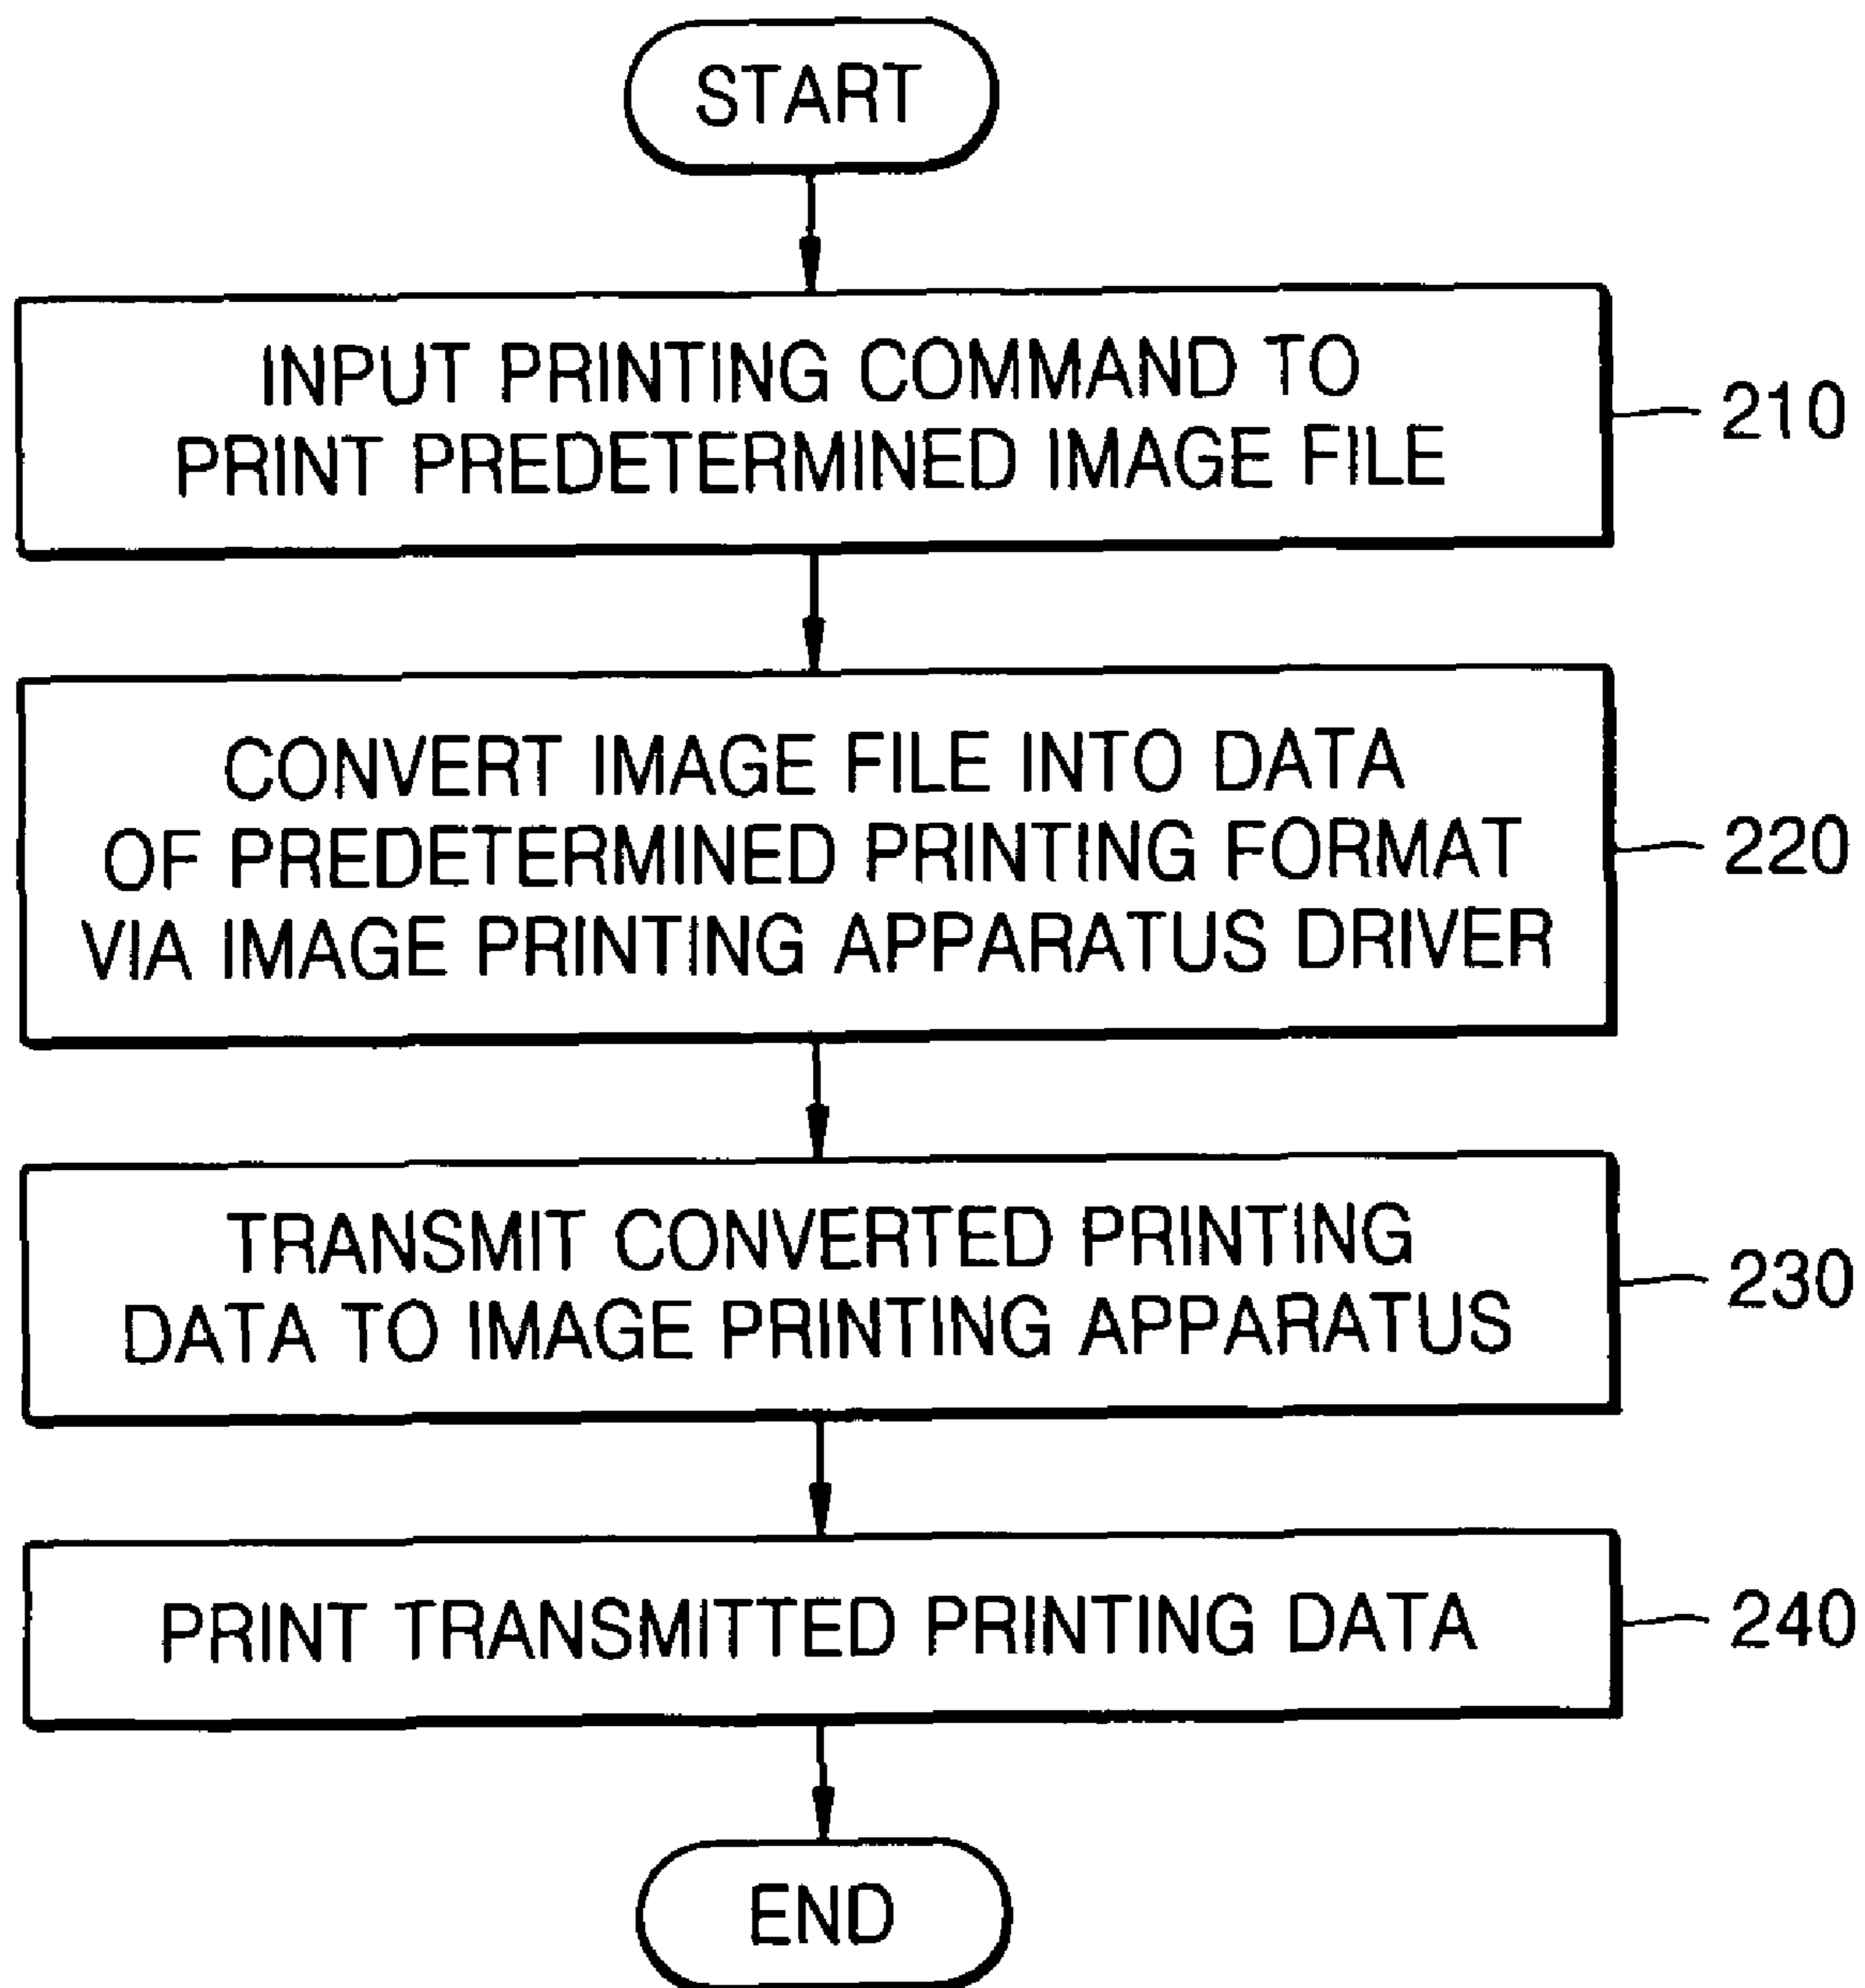 START
INPUT PRINTING COMMAND TO
PRINT PREDETERMINED IMAGE FILE
210
CONVERT IMAGE FILE INTO DATA
OF PREDETERMINED PRINTING FORMAT
VIA IMAGE PRINTING APPARATUS DRIVER
220
TRANSMIT CONVERTED PRINTING
DATA TO IMAGE PRINTING APPARATUS
230
PRINT TRANSMITTED PRINTING DATA
240
END